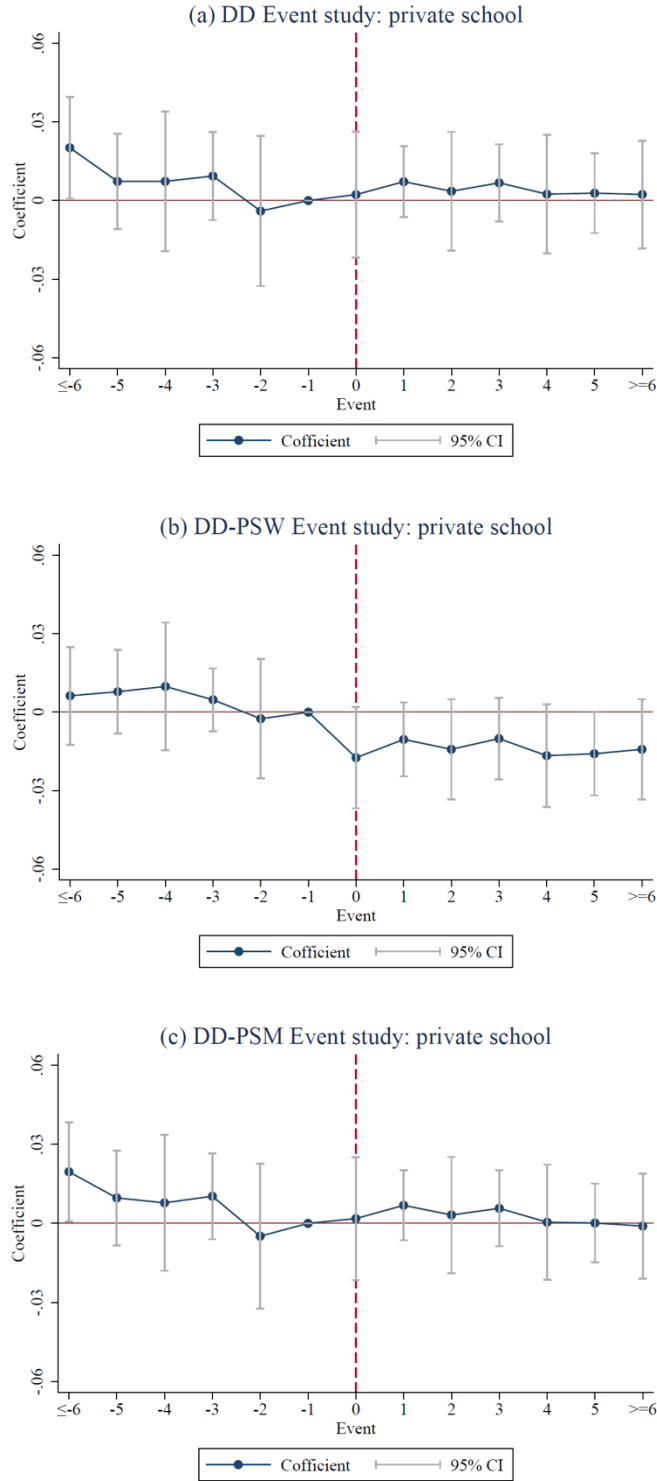 (a) DD Event study: private school
.06
.03
0
-.03
-.06
Coefficient
≤-6 -5 -4 -3 -2 -1 0 1 2 3 4 5 >=6
Event
Cofficient 95% CI
(b) DD-PSW Event study: private school
.06
.03
0
-.03
-.06
Coefficient
≤-6 -5 -4 -3 -2 -1 0 1 2 3 4 5 >=6
Event
Cofficient 95% CI
(c) DD-PSM Event study: private school
.06
.03
0
-.03
-.06
Coefficient
≤-6 -5 -4 -3 -2 -1 0 1 2 3 4 5 >=6
Event
Cofficient 95% CI